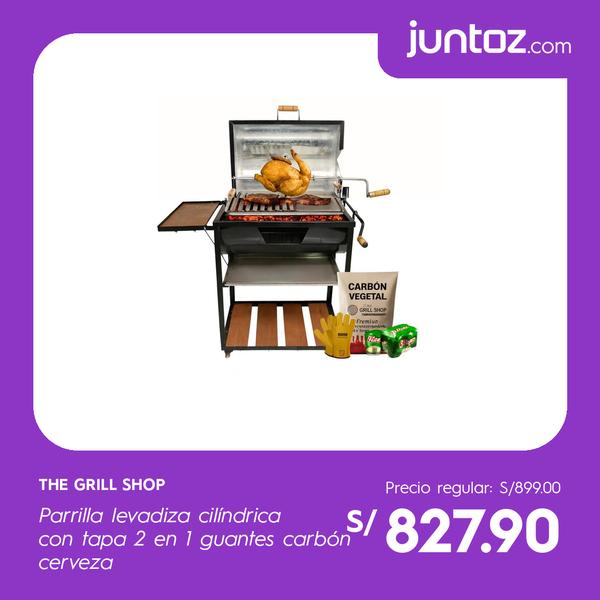 juntoz.com
CARBÓN
VEGETAL
GRILL SHOP
Premium
THE GRILL SHOP
Precio regular: S/899.00
Parrilla levadiza cilíndrica
con tapa 2 en 1 guantes carbón
cerveza
S/ 827.90